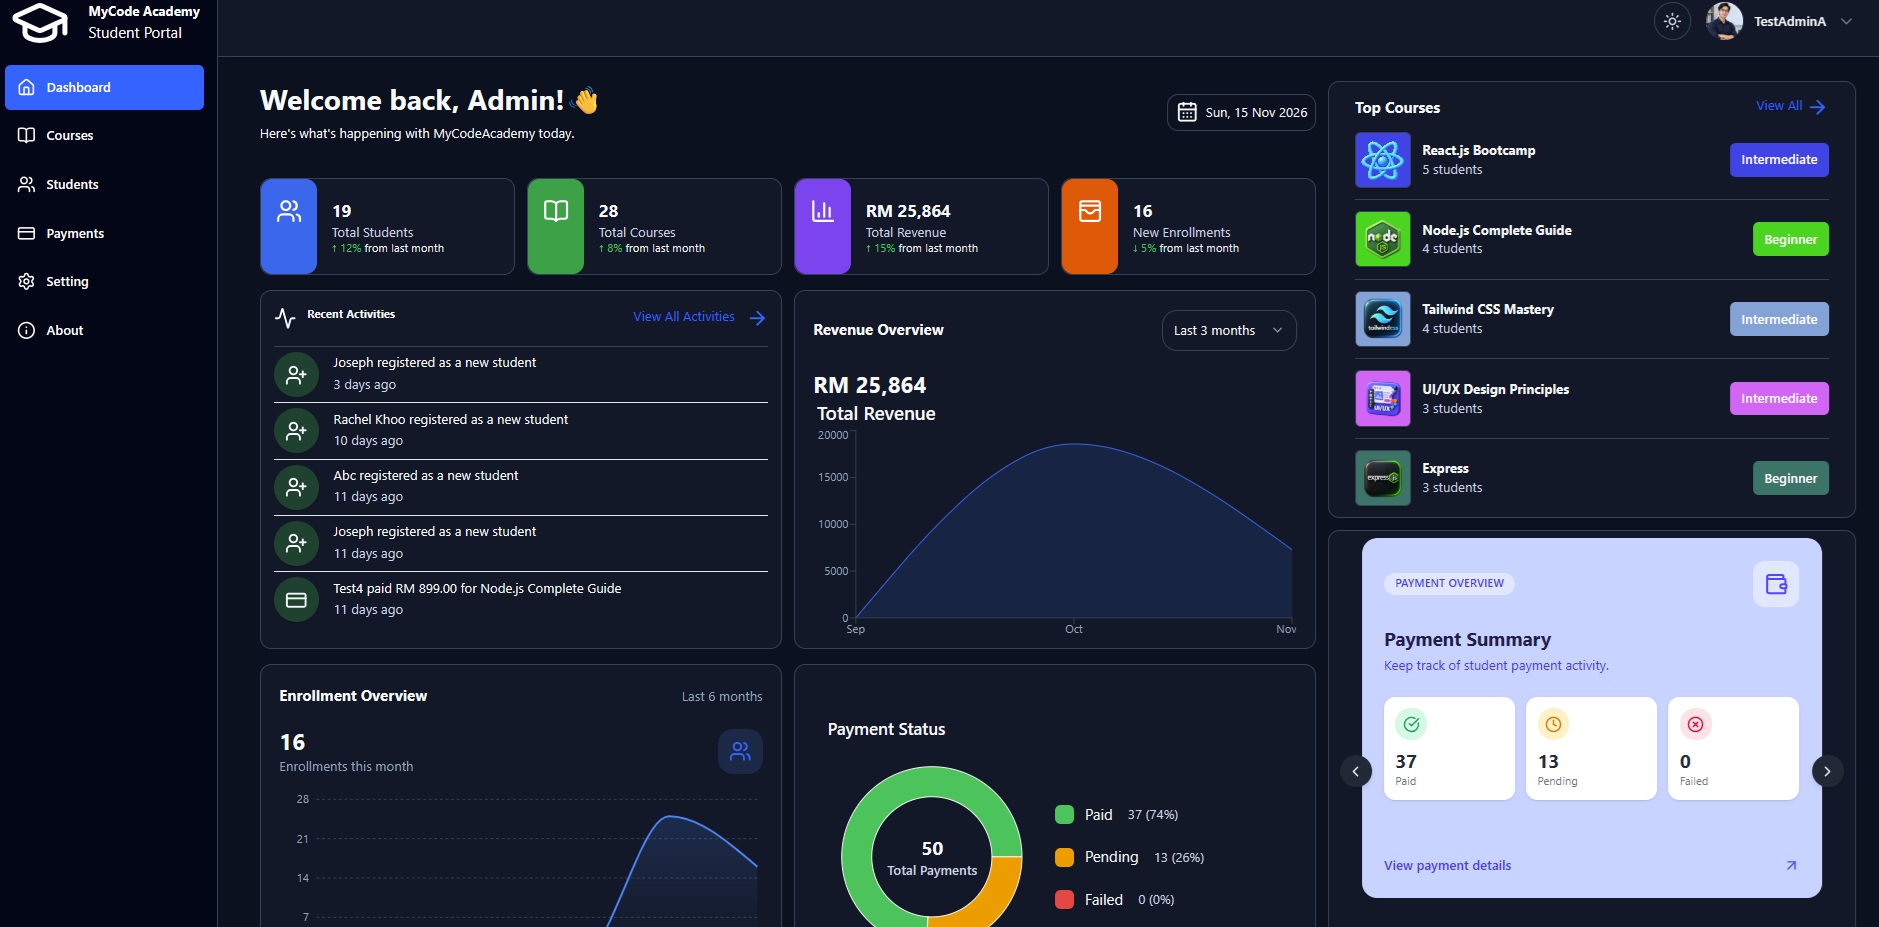 MyCode Academy
Student Portal
Dashboard
Courses
Students
Payments
Setting
About
TestAdminA
Welcome back, Admin! 👋
Here's what's happening with MyCodeAcademy today.
Sun, 15 Nov 2026
19
Total Students
↑ 12% from last month
28
Total Courses
↑ 8% from last month
RM 25,864
Total Revenue
↑ 15% from last month
16
New Enrollments
↓ 5% from last month
Recent Activities
View All Activities
Joseph registered as a new student
3 days ago
Rachel Khoo registered as a new student
10 days ago
Abc registered as a new student
11 days ago
Joseph registered as a new student
11 days ago
Test4 paid RM 899.00 for Node.js Complete Guide
11 days ago
Revenue Overview
Last 3 months
RM 25,864
Total Revenue
20000
15000
10000
5000
0
Sep Oct Nov
Enrollment Overview
Last 6 months
16
Enrollments this month
28
21
14
7
Payment Status
50
Total Payments
Paid 37 (74%)
Pending 13 (26%)
Failed 0 (0%)
Top Courses
View All
React.js Bootcamp
5 students
Intermediate
node
Node.js Complete Guide
4 students
Beginner
tailwindcss
Tailwind CSS Mastery
4 students
Intermediate
UI/UX
UI/UX Design Principles
3 students
Intermediate
express
Express
3 students
Beginner
PAYMENT OVERVIEW
Payment Summary
Keep track of student payment activity.
37
Paid
13
Pending
0
Failed
View payment details